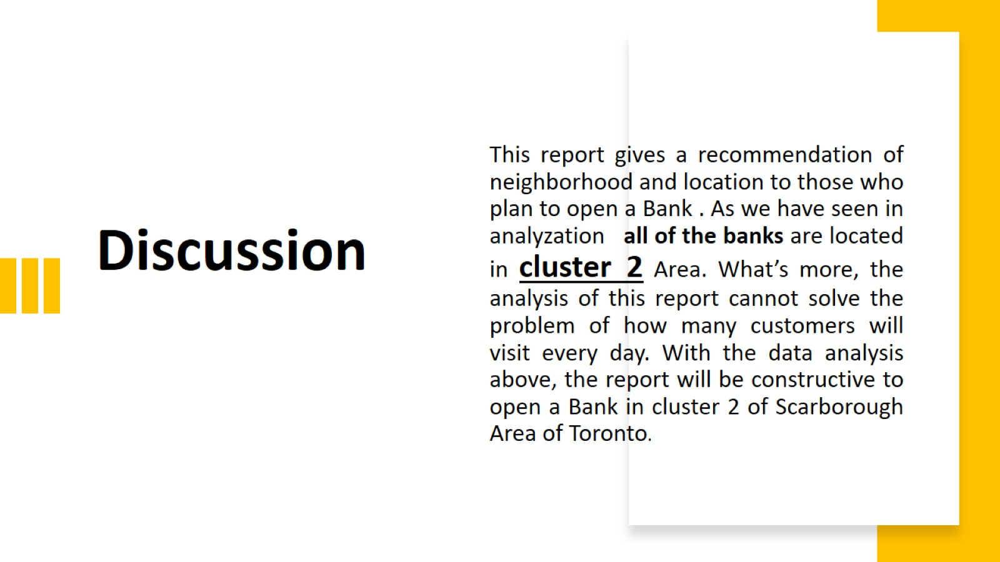 Discussion
This report gives a recommendation of
neighborhood and location to those who
plan to open a Bank . As we have seen in
analyzation all of the banks are located
in cluster 2 Area. What’s more, the
analysis of this report cannot solve the
problem of how many customers will
visit every day. With the data analysis
above, the report will be constructive to
open a Bank in cluster 2 of Scarborough
Area of Toronto.